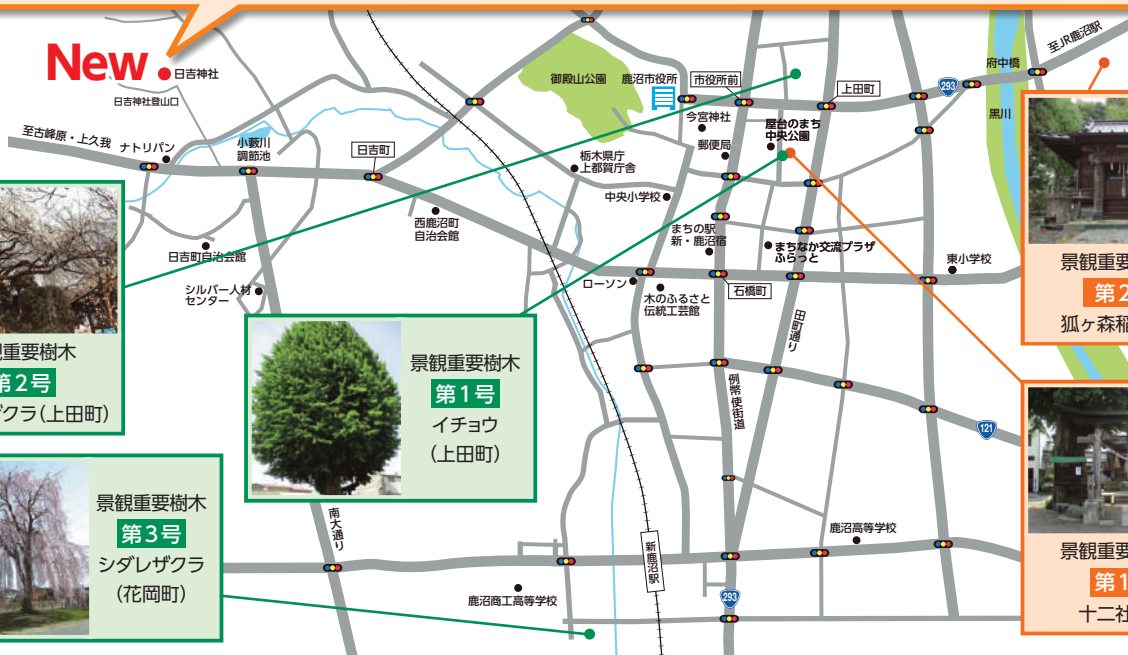 New
日吉神社
日吉神社登山口
至古峰原・上久我
ナトリパン
小藪川
調節池
日吉町
御殿山公園
鹿沼市役所
市役所前
上田町
293
府中橋
至JR鹿沼駅
黒川
今宮神社
屋台のまち
中央公園
郵便局
栃木県庁
上都賀庁舎
中央小学校
西鹿沼町
自治会館
日吉町自治会館
シルバー人材
センター
まちの駅
新・鹿沼宿
まちなか交流プラザ
ふらっと
東小学校
ローソン
木のふるさと
伝統工芸館
石橋町
田町通り
例幣使街道
121
南大通り
新鹿沼駅
鹿沼高等学校
鹿沼商工高等学校
293
重要樹木
第2号
クラ(上田町)
景観重要樹木
第1号
イチョウ
(上田町)
景観重要樹木
第3号
シダレザクラ
(花岡町)
景観重要
第2
狐ヶ森稲
景観重要
第1
十二社